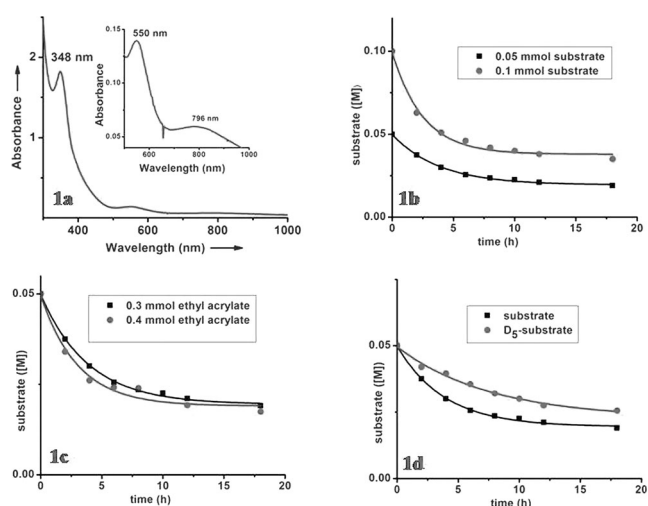 348 nm
550 nm
796 nm
Absorbance
2
1
0
400
600
800
1000
Wavelength (nm)
Absorbance
0.15
0.10
0.05
600
800
1000
Wavelength (nm)
1a
0.05 mmol substrate
0.1 mmol substrate
substrate ([M])
0.10
0.05
0.00
0
5
10
15
20
time (h)
1b
0.3 mmol ethyl acrylate
0.4 mmol ethyl acrylate
substrate ([M])
0.05
0.00
0
5
10
15
20
time (h)
1c
substrate
D5-substrate
substrate ([M])
0.05
0.00
0
5
10
15
20
time (h)
1d